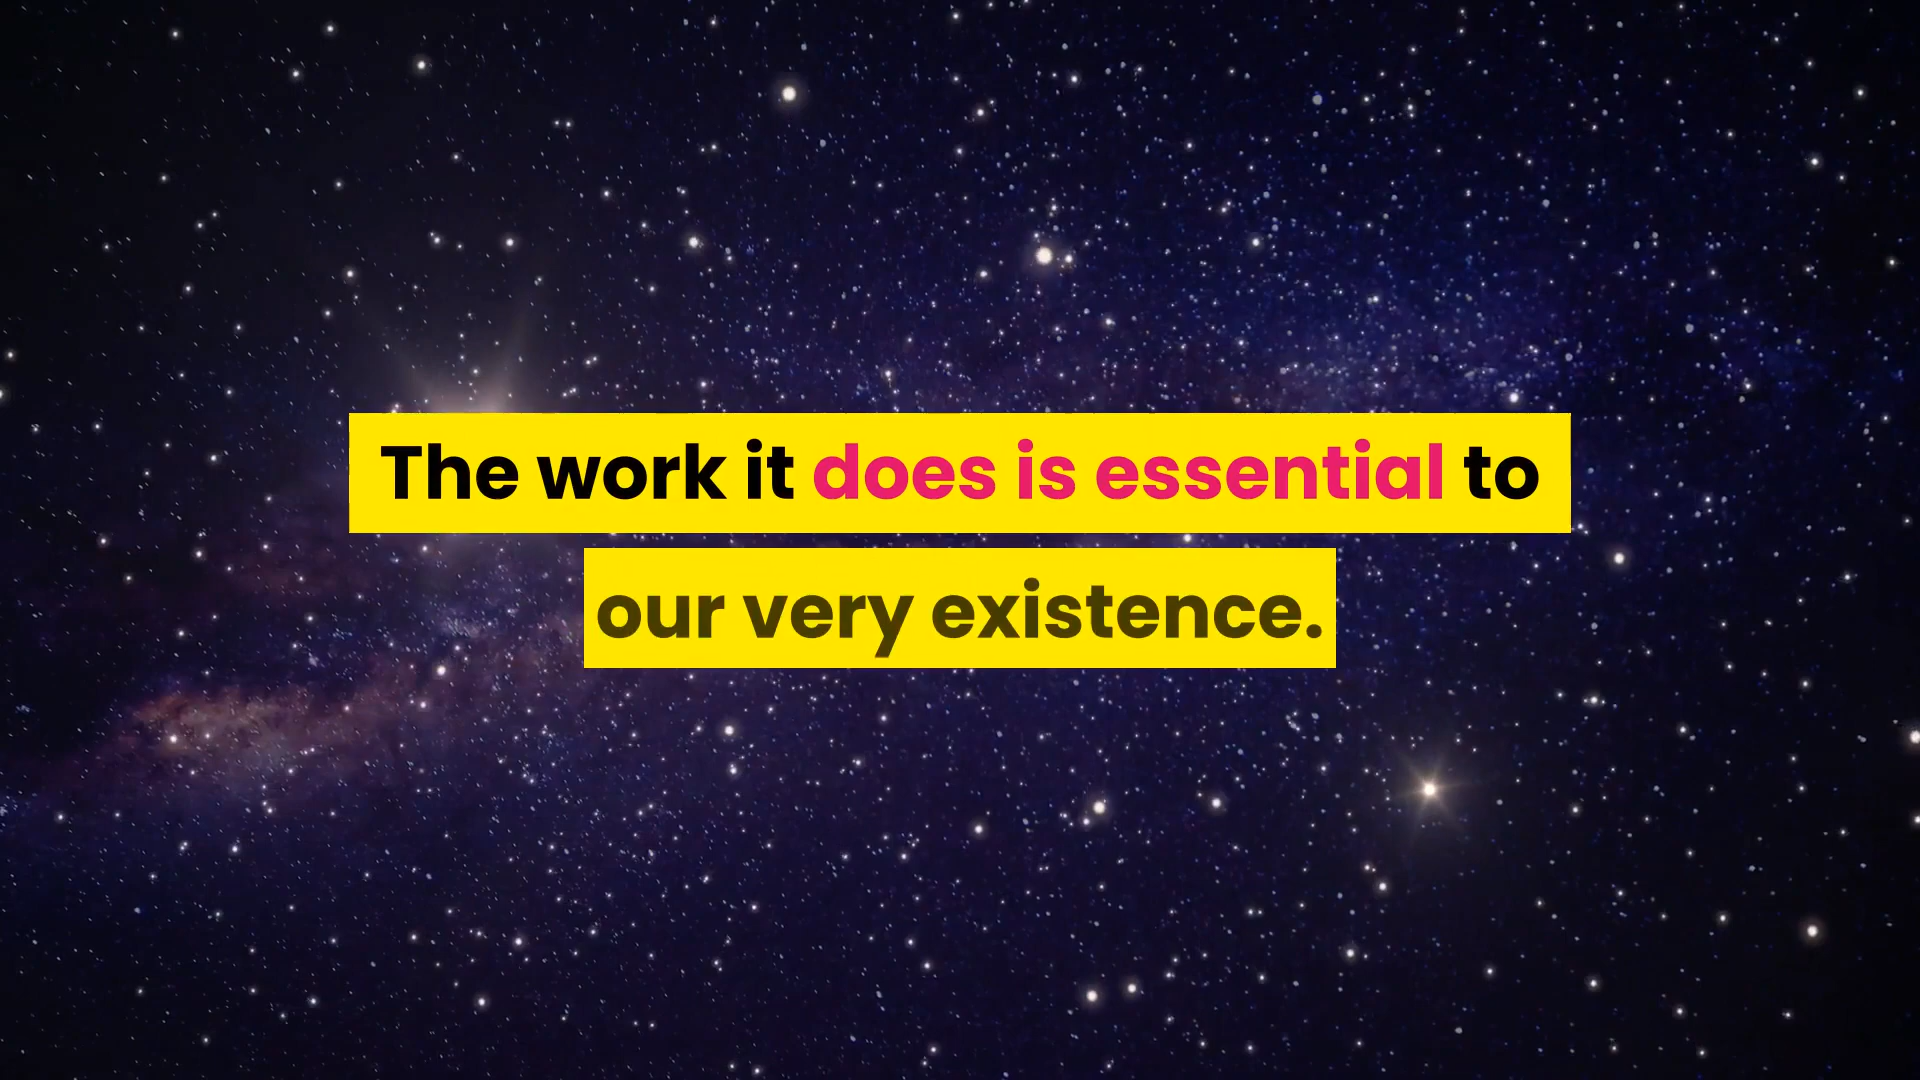 The work it does is essential to
our very existence.